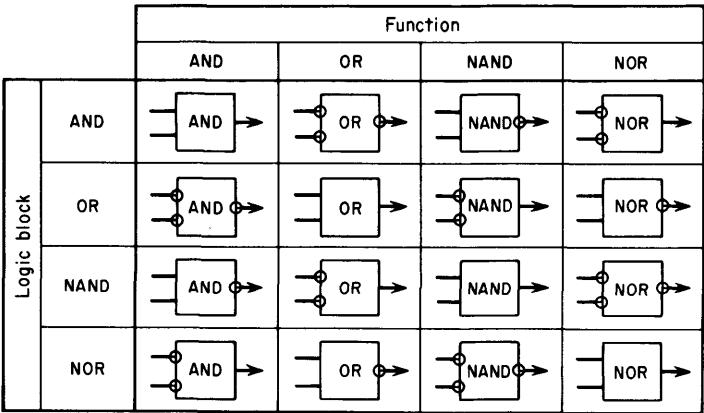 Function
AND OR NAND NOR
Logic block
AND AND OR NAND NOR
OR AND OR NAND NOR
NAND AND OR NAND NOR
NOR AND OR NAND NOR